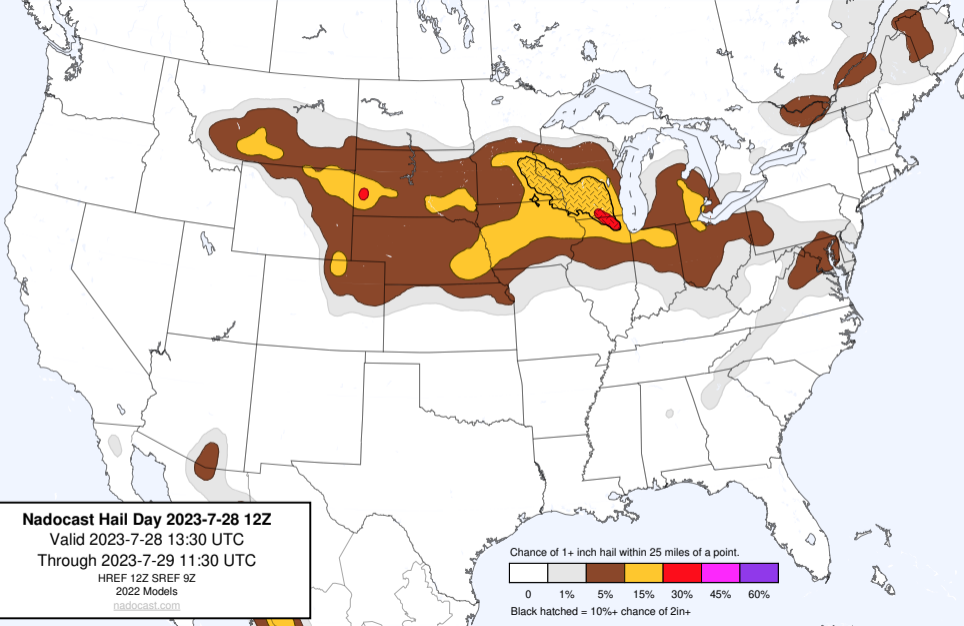 Nadocast Hail Day 2023-7-28 12Z
Valid 2023-7-28 13:30 UTC
Through 2023-7-29 11:30 UTC
HREF 12Z SREF 9Z
2022 Models
nadocast.com
Chance of 1+ inch hail within 25 miles of a point.
0 1% 5% 15% 30% 45% 60%
Black hatched = 10%+ chance of 2in+